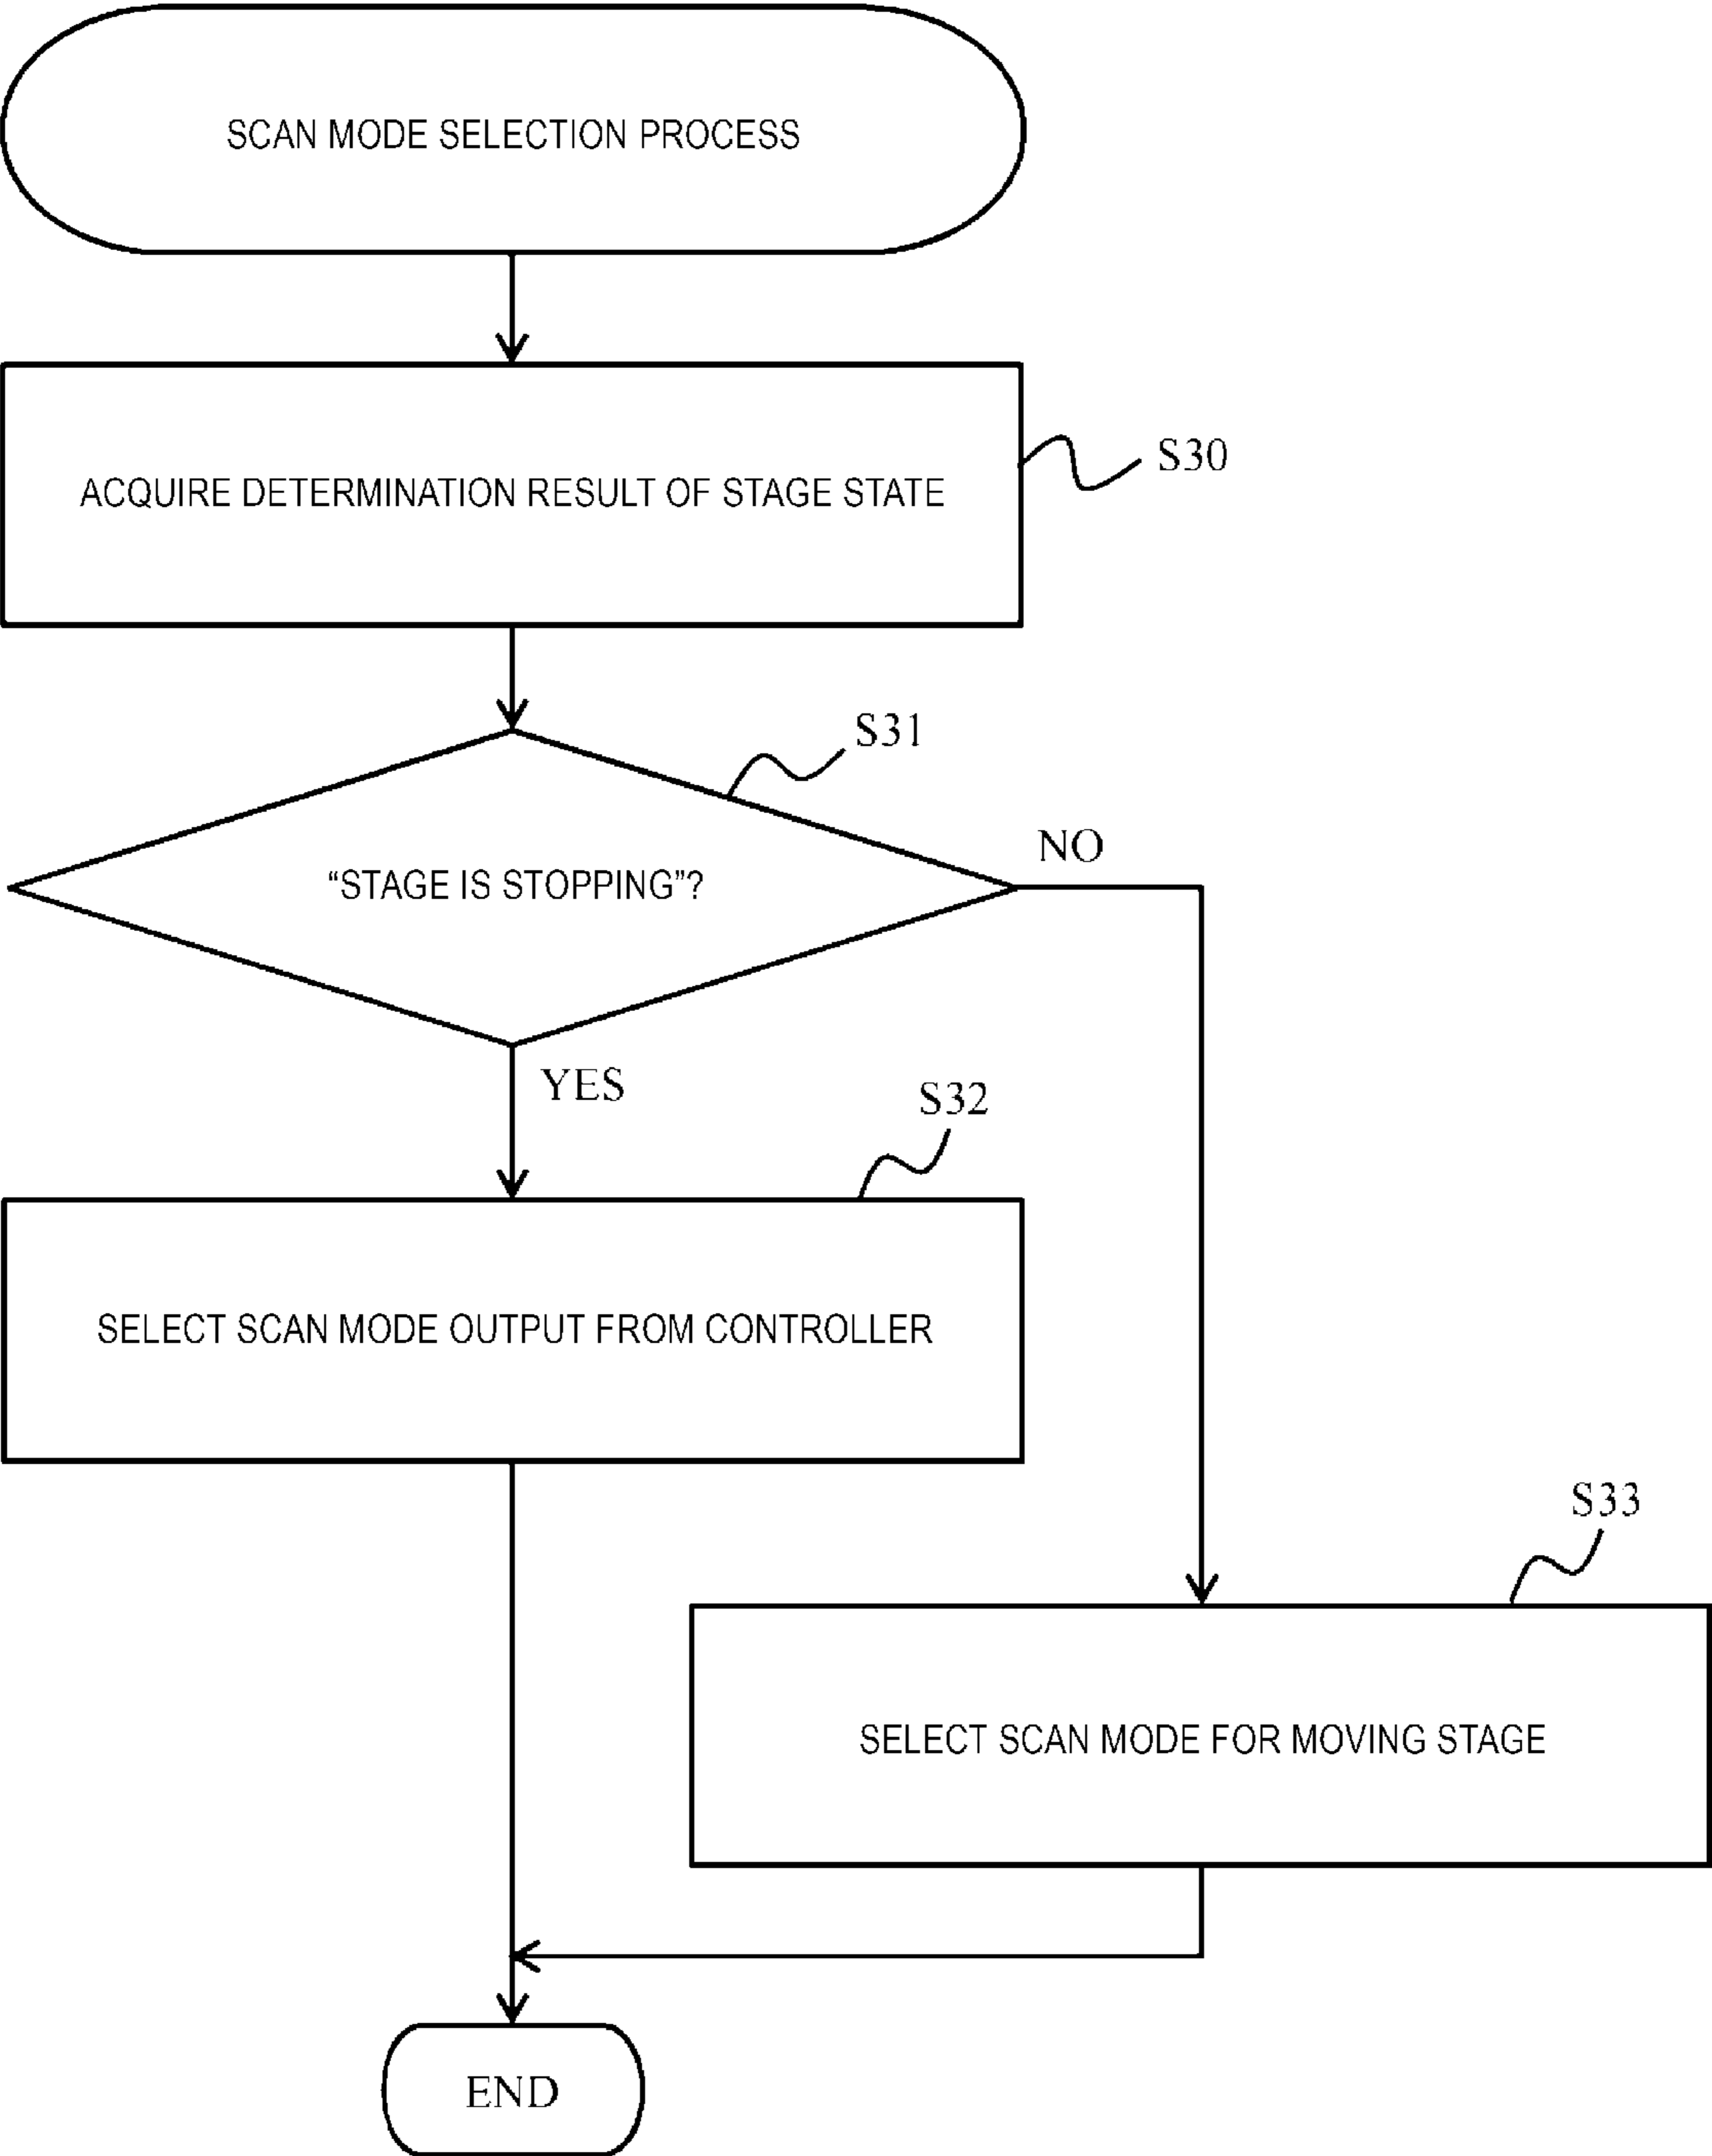 SCAN MODE SELECTION PROCESS
S30
ACQUIRE DETERMINATION RESULT OF STAGE STATE
S31
NO
“STAGE IS STOPPING”?
YES
S32
SELECT SCAN MODE OUTPUT FROM CONTROLLER
S33
SELECT SCAN MODE FOR MOVING STAGE
END